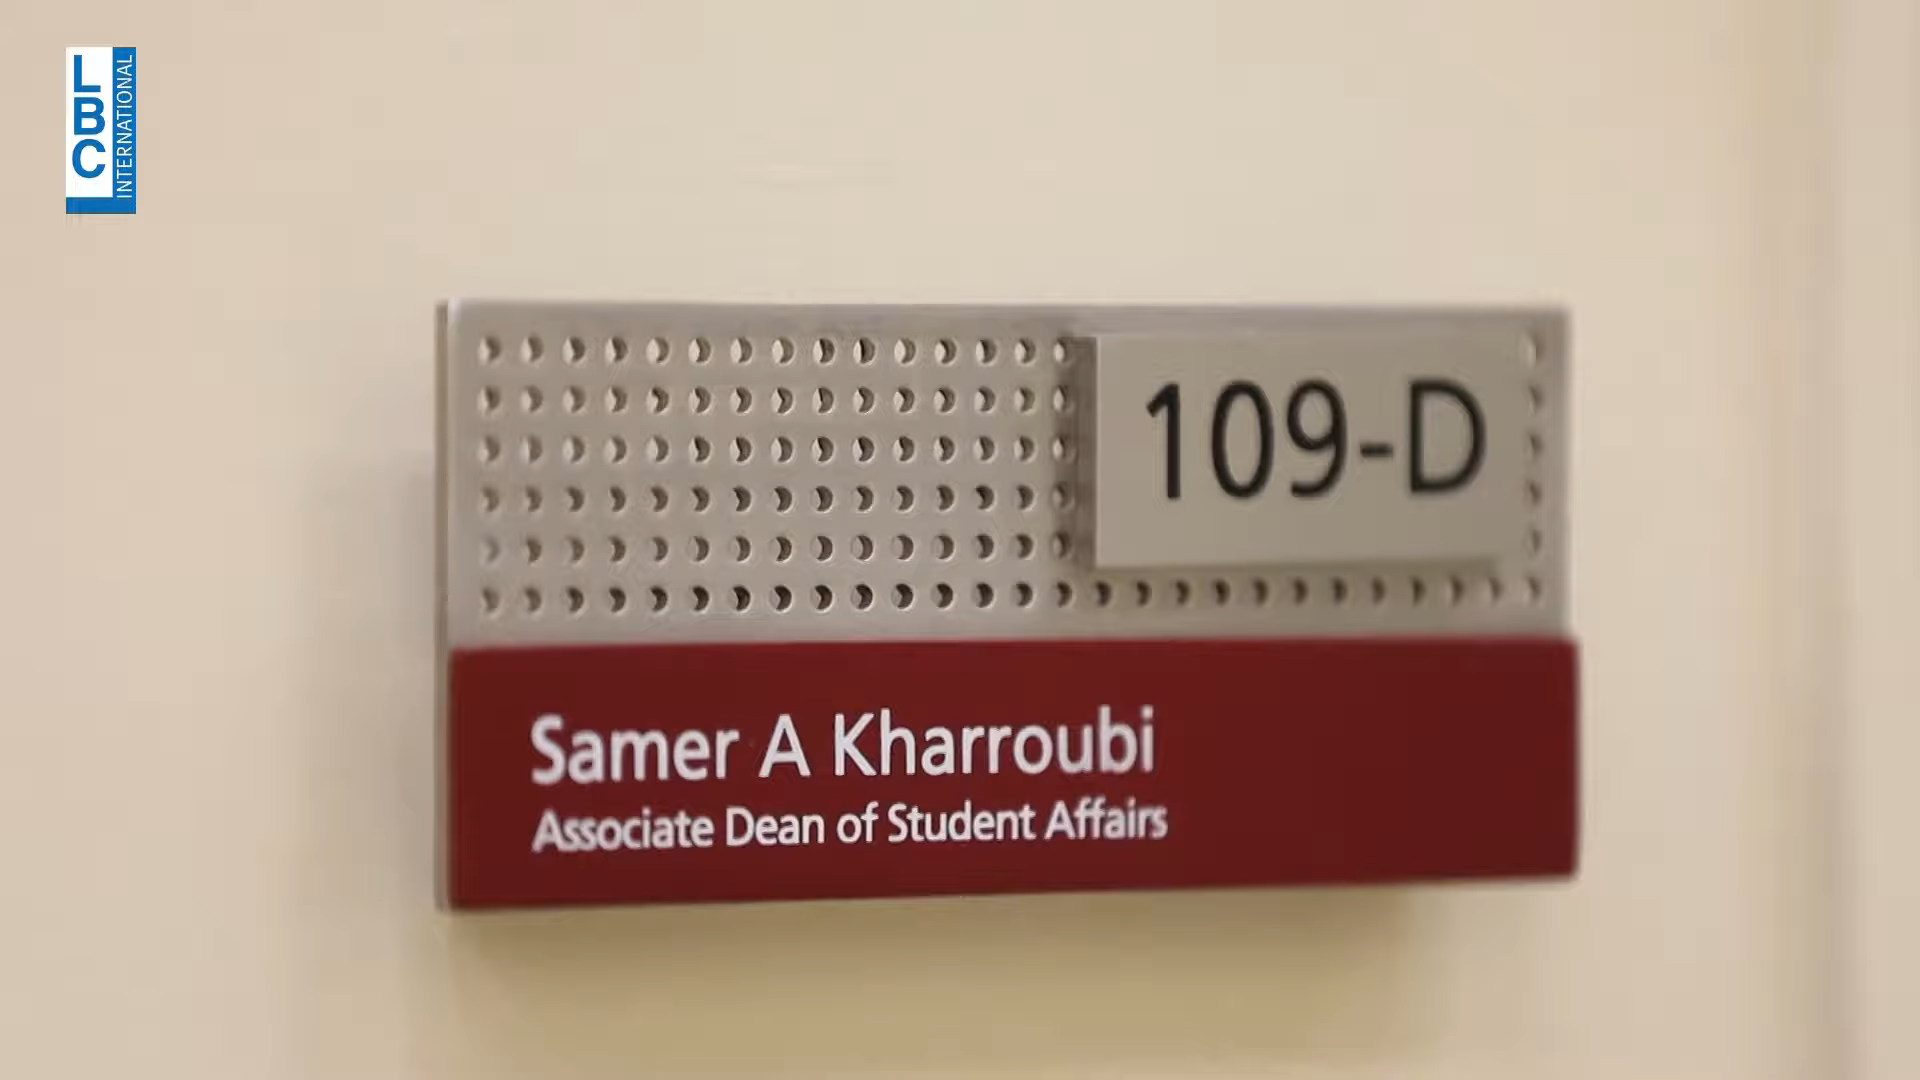 LBC
INTERNATIONAL
109-D
Samer A Kharroubi
Associate Dean of Student Affairs